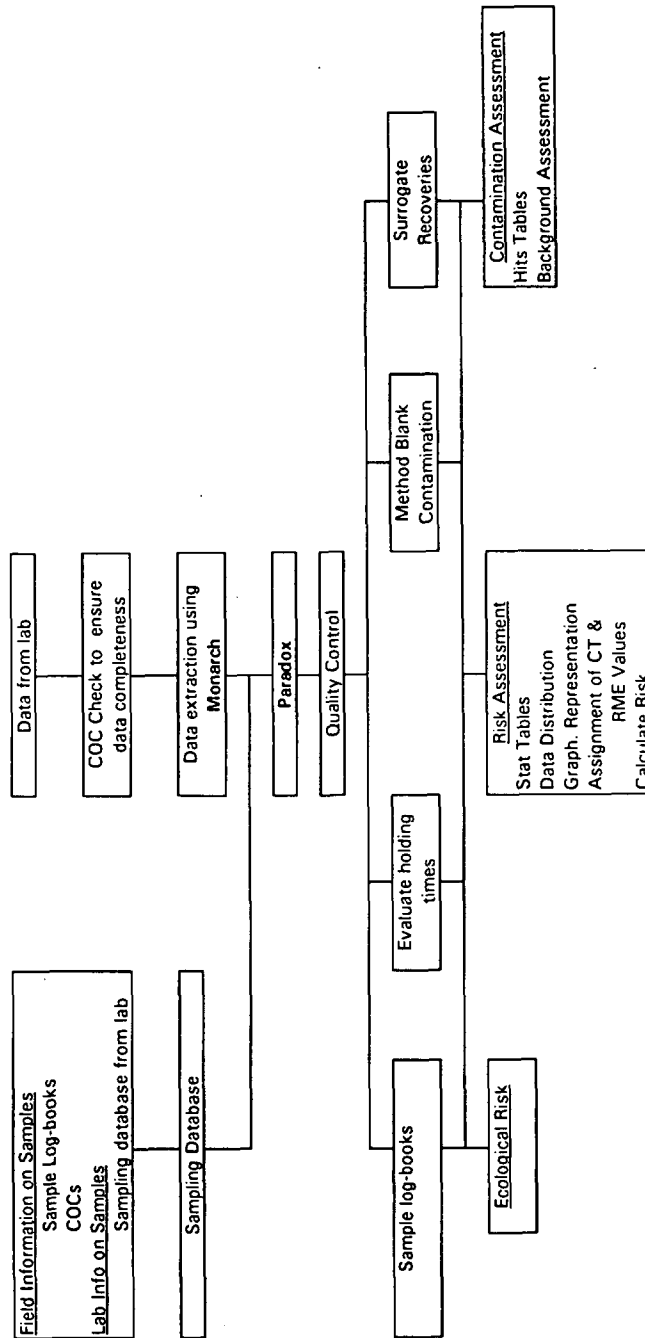 Field Information on Samples
Sample Log-books
COCs
Lab Info on Samples
Sampling database from lab
Sampling Database
Data from lab
COC Check to ensure
data completeness
Data extraction using
Monarch
Paradox
Quality Control
Sample log-books
Evaluate holding
times
Method Blank
Contamination
Surrogate
Recoveries
Ecological Risk
Risk Assessment
Stat Tables
Data Distribution
Graph. Representation
Assignment of CT &
RME Values
Calculate Risk
Contamination Assessment
Hits Tables
Background Assessment